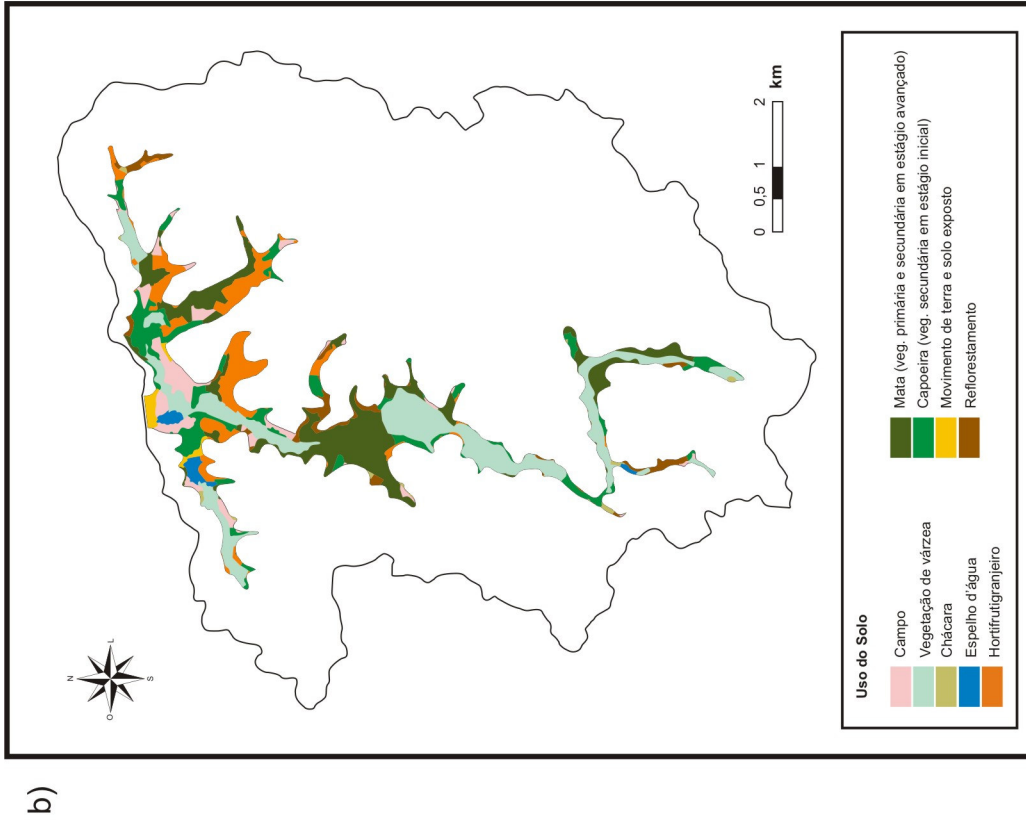 b)
N
O
L
S
0
0,5
1
2
km
Uso do Solo
Campo
Vegetação de várzea
Chácara
Espelho d'água
Hortifrutigranjeiro
Mata (veg. primária e secundária em estágio avançado)
Capoeira (veg. secundária em estágio inicial)
Movimento de terra e solo exposto
Reflorestamento